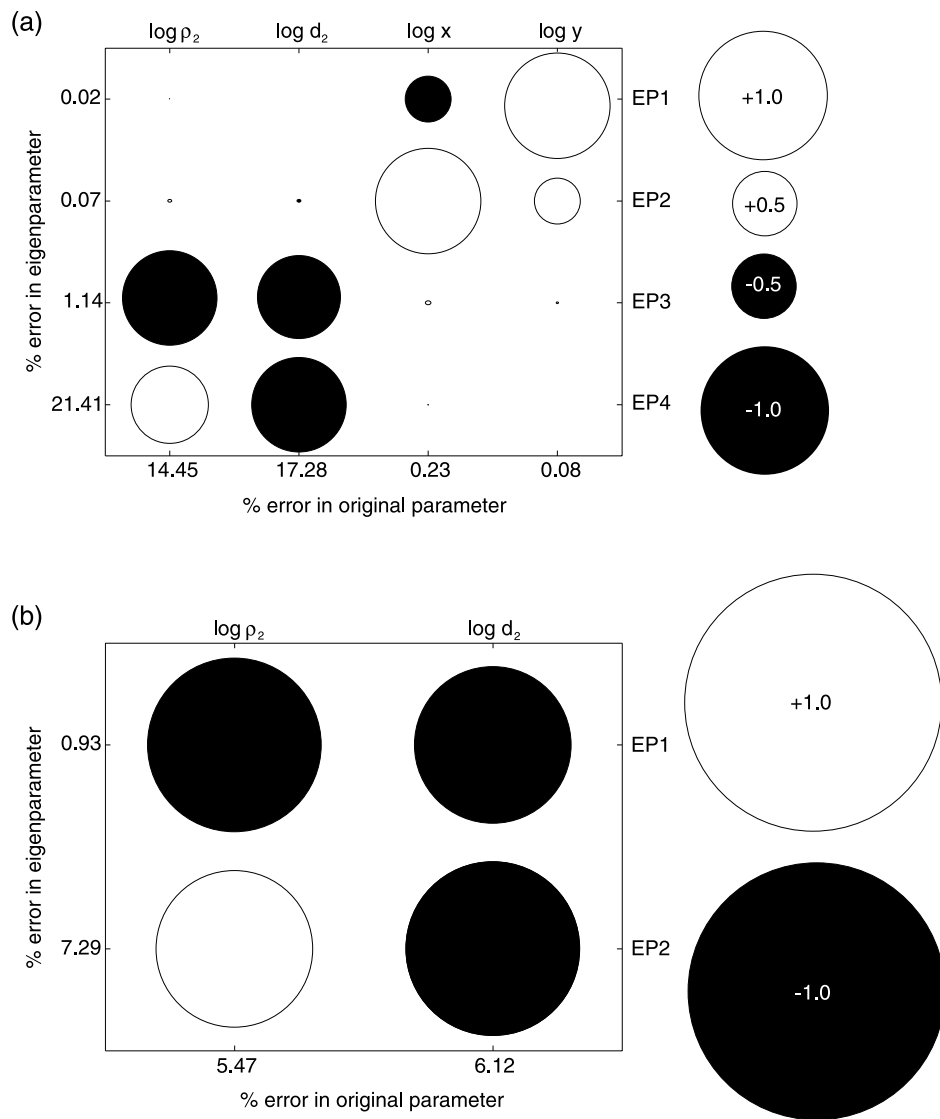 (a)
log ρ₂ log d₂ log x log y
0.02 EP1 +1.0
0.07 EP2 +0.5
1.14 EP3 -0.5
21.41 EP4 -1.0
% error in eigenparameter
14.45 17.28 0.23 0.08
% error in original parameter
(b)
log ρ₂ log d₂
0.93 EP1 +1.0
7.29 EP2 -1.0
% error in eigenparameter
5.47 6.12
% error in original parameter